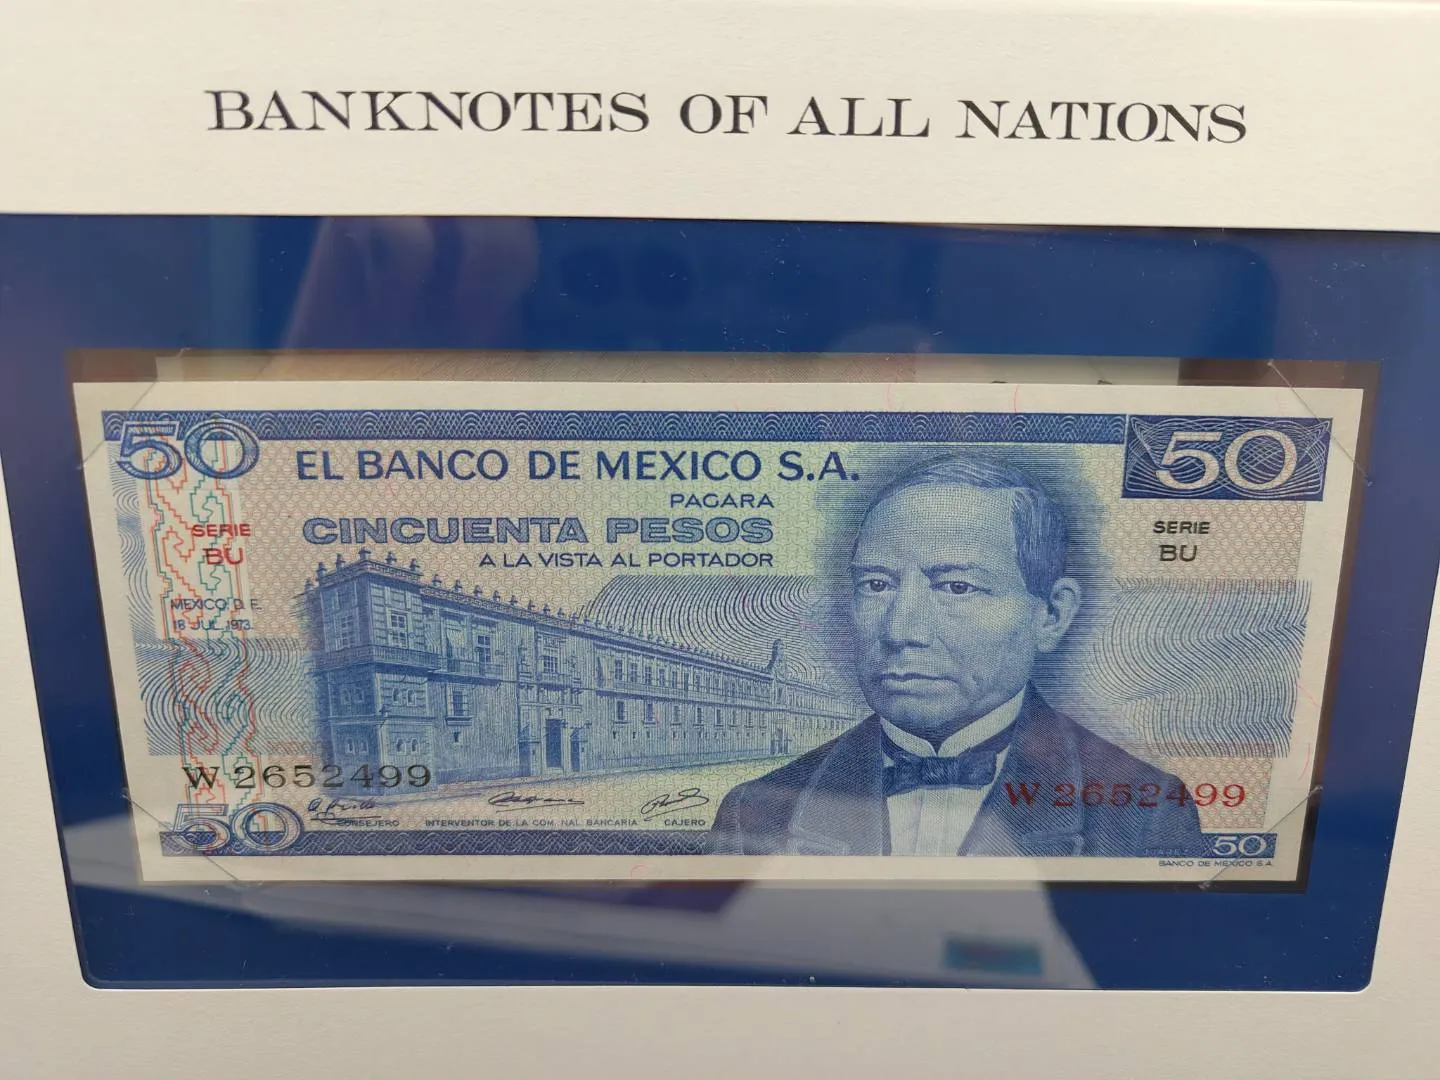 BANKNOTES OF ALL NATIONS
50
50
EL BANCO DE MEXICO S.A.
PAGARA
CINCUENTA PESOS
A LA VISTA AL PORTADOR
SERIE
BU
SERIE
BU
MEXICO, D. F.
18 JUL. 1973.
W 2652499
W 2652499
50
CONSEJERO
INTERVENTOR DE LA COM. NAL. BANCARIA
CAJERO
JUAREZ
50
BANCO DE MEXICO S.A.